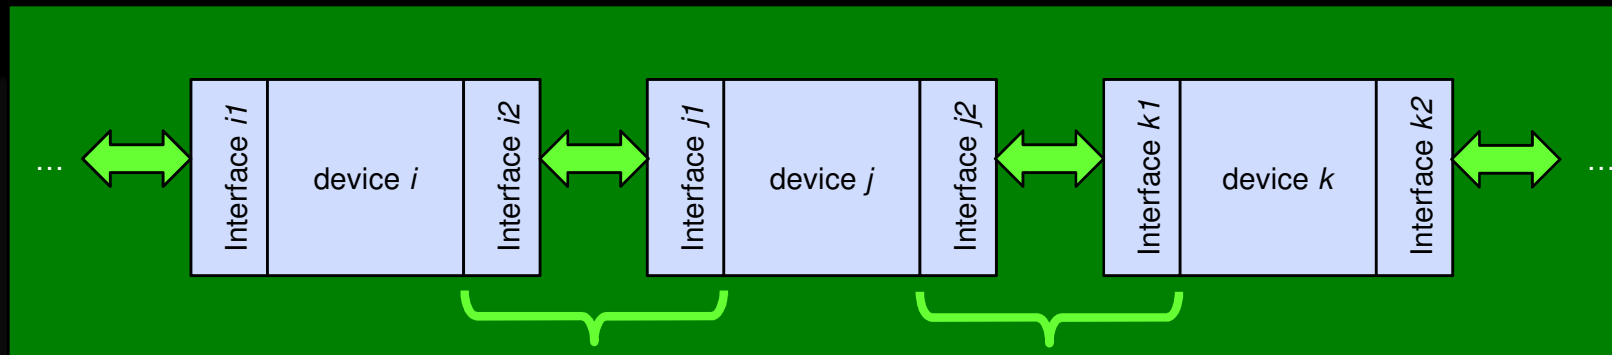 ...
Interface i1
device i
Interface i2
Interface j1
device j
Interface j2
Interface k1
device k
Interface k2
...